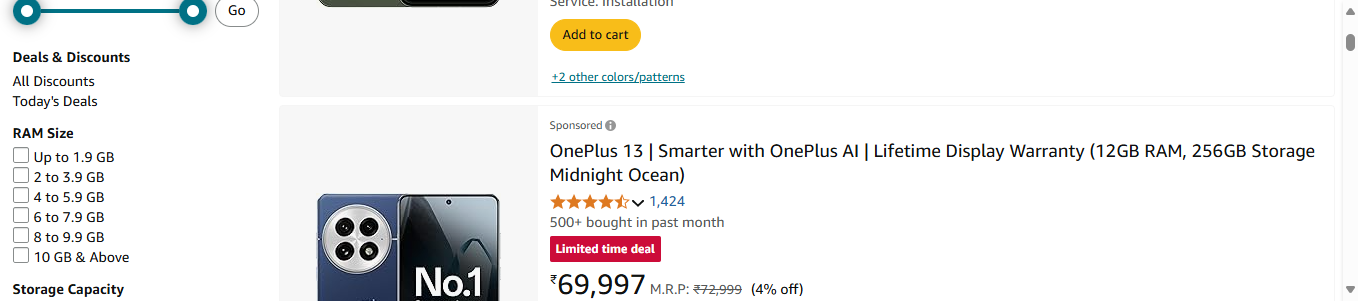 Go
Deals & Discounts
All Discounts
Today's Deals
RAM Size
Up to 1.9 GB
2 to 3.9 GB
4 to 5.9 GB
6 to 7.9 GB
8 to 9.9 GB
10 GB & Above
Storage Capacity
Service: Installation
Add to cart
+2 other colors/patterns
Sponsored
OnePlus 13 | Smarter with OnePlus AI | Lifetime Display Warranty (12GB RAM, 256GB Storage
Midnight Ocean)
1,424
500+ bought in past month
Limited time deal
₹69,997 M.R.P: ₹72,999 (4% off)
No.1